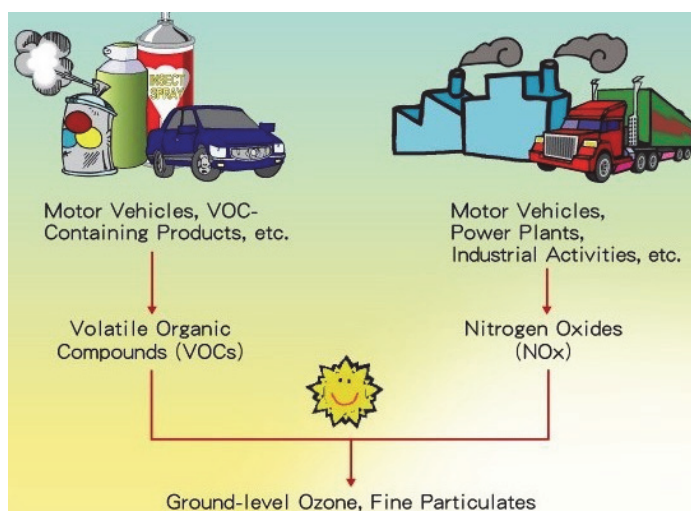 INSECT
SPRAY
Motor Vehicles, VOC-
Containing Products, etc.
Motor Vehicles,
Power Plants,
Industrial Activities, etc.
Volatile Organic
Compounds (VOCs)
Nitrogen Oxides
(NOx)
Ground-level Ozone, Fine Particulates